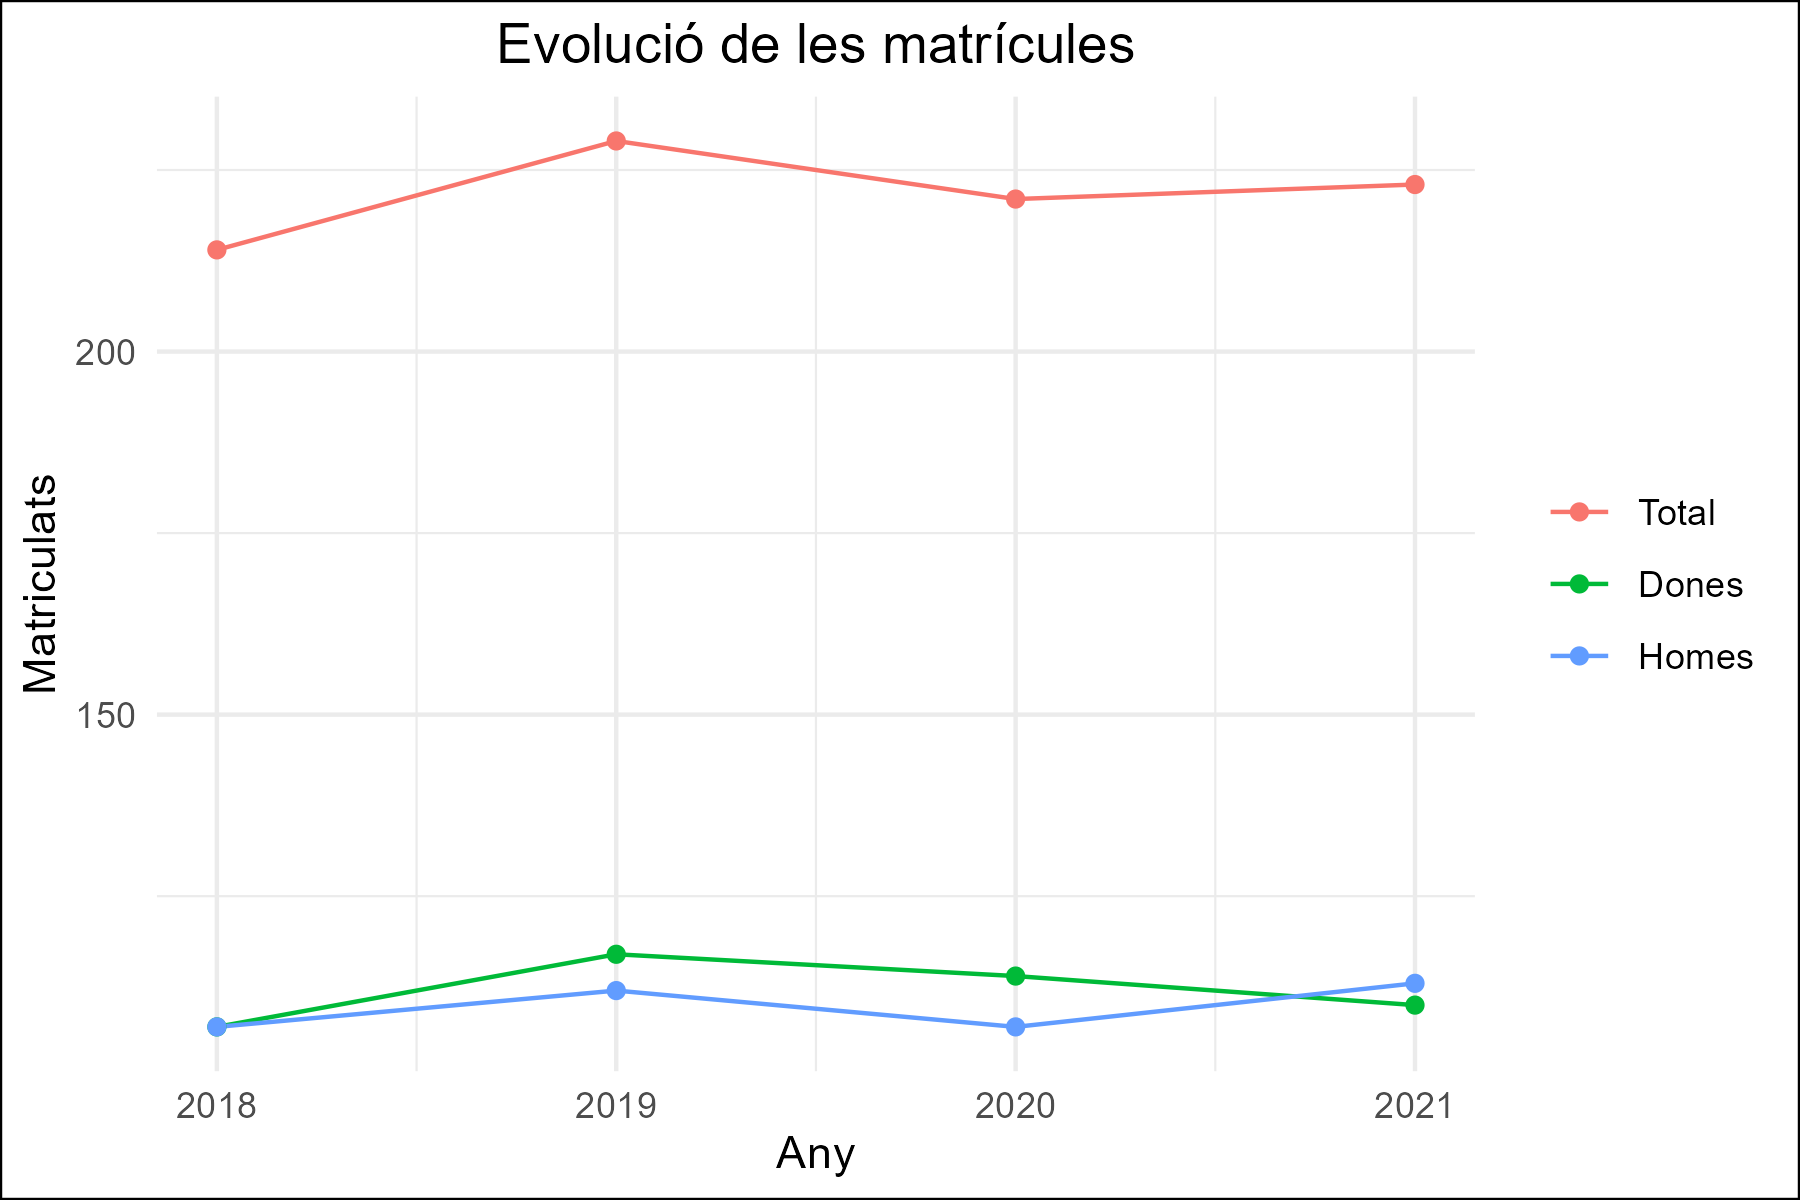 Evolució de les matrícules
Matriculats
200
150
2018
2019
2020
2021
Any
Total
Dones
Homes